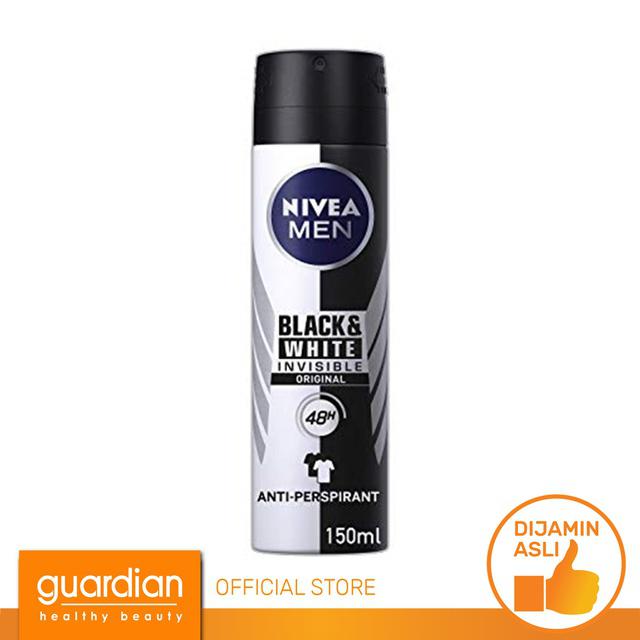 NIVEA
MEN
BLACK&
WHITE
INVISIBLE
ORIGINAL
48H
ANTI-PERSPIRANT
150ml
DIJAMIN
ASLI
guardian
healthy beauty
OFFICIAL STORE